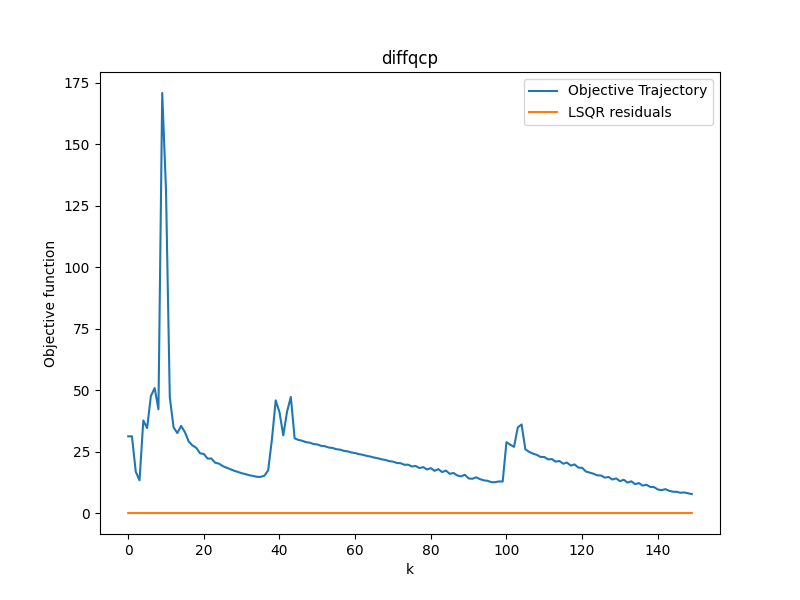 diffqcp
Objective Trajectory
LSQR residuals
Objective function
175
150
125
100
75
50
25
0
0 20 40 60 80 100 120 140
k